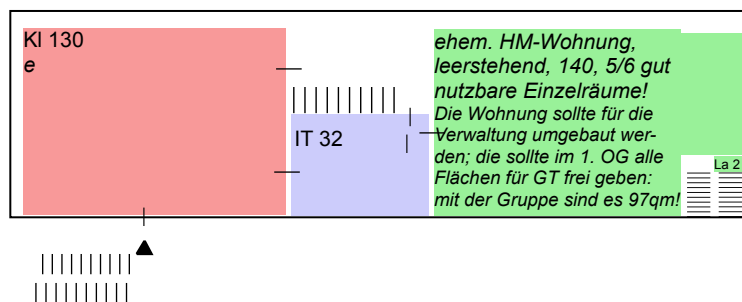 Kl 130
e
IT 32
ehem. HM-Wohnung,
leerstehend, 140, 5/6 gut
nutzbare Einzelräume!
Die Wohnung sollte für die
Verwaltung umgebaut wer-
den; die sollte im 1. OG alle
Flächen für GT frei geben:
mit der Gruppe sind es 97qm!
La 2